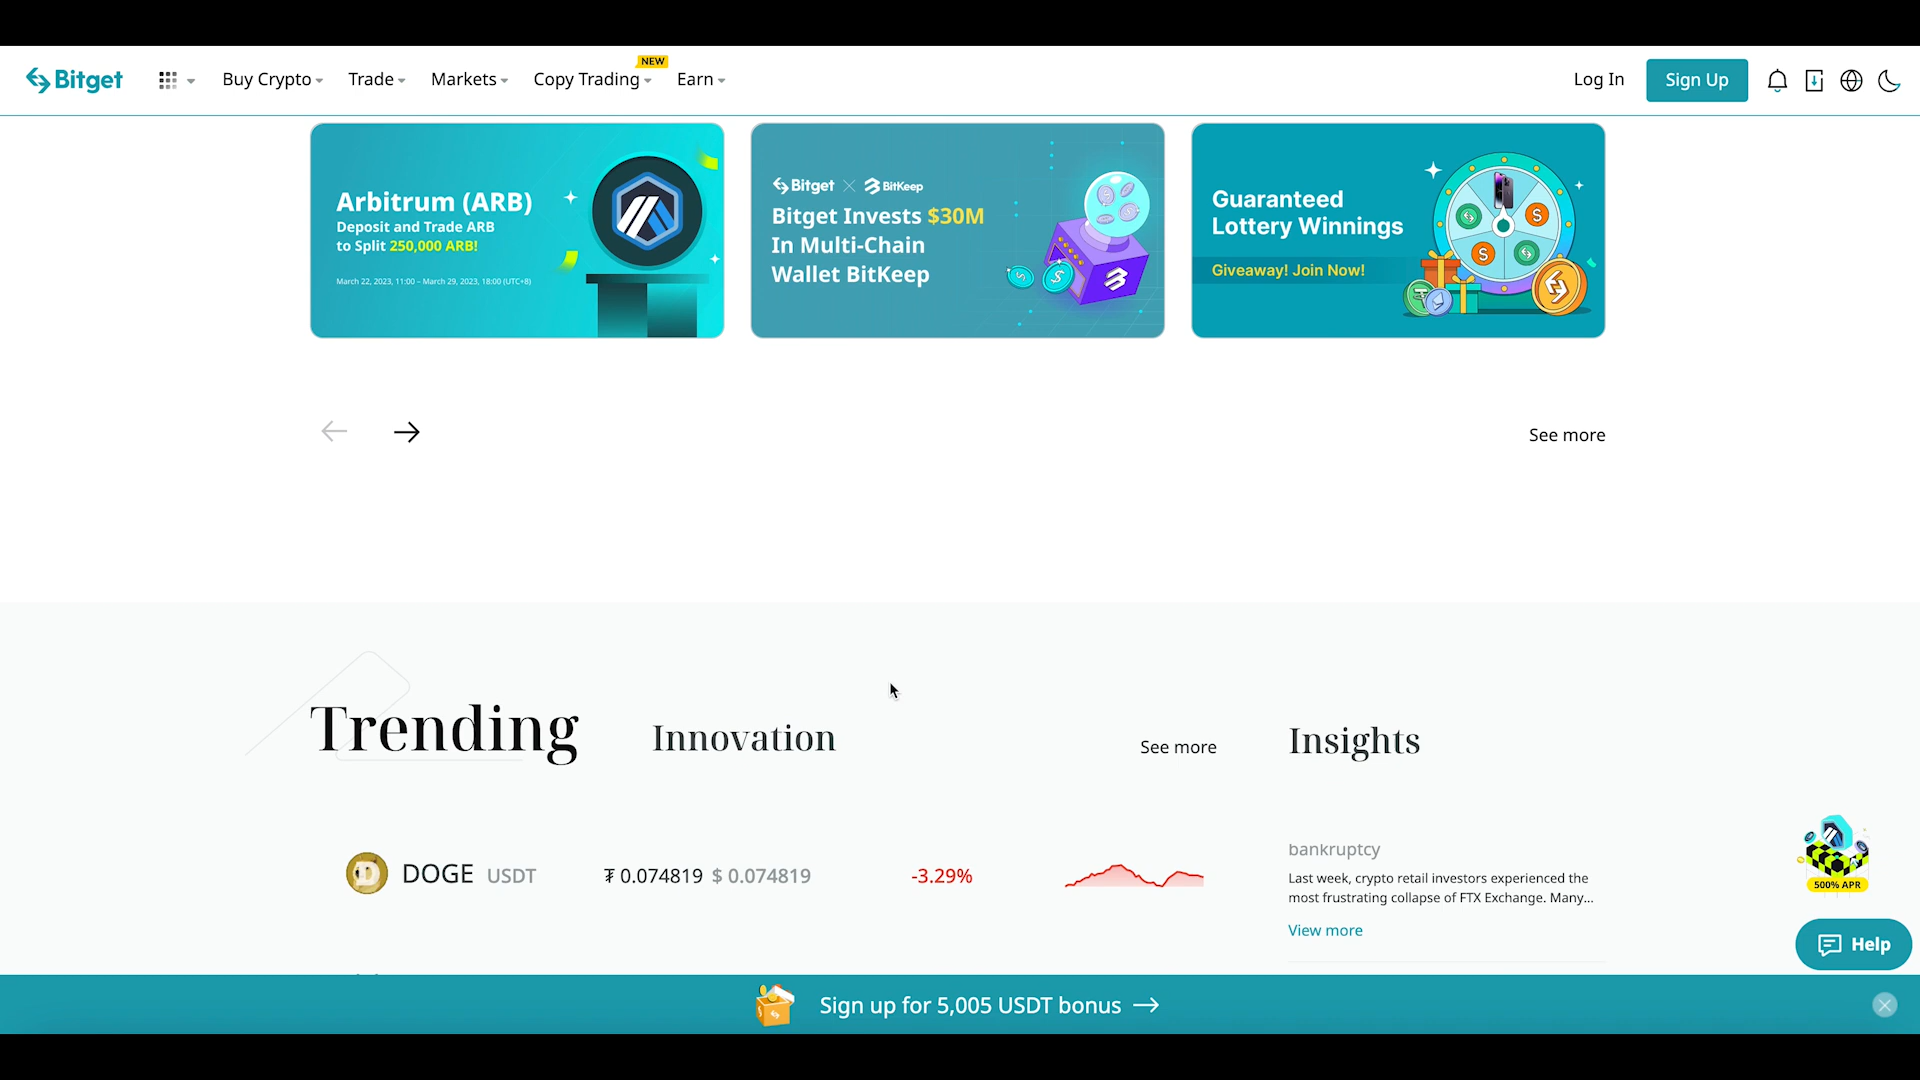 Bitget
Buy Crypto
Trade
Markets
Copy Trading
NEW
Earn
Log In
Sign Up
Arbitrum (ARB)
Deposit and Trade ARB
to Split 250,000 ARB!
March 22, 2023, 11:00 – March 29, 2023, 18:00 (UTC+8)
Bitget × BitKeep
Bitget Invests $30M
In Multi-Chain
Wallet BitKeep
Guaranteed
Lottery Winnings
Giveaway! Join Now!
See more
Trending
Innovation
See more
Insights
DOGE USDT
₮ 0.074819 $ 0.074819
-3.29%
bankruptcy
Last week, crypto retail investors experienced the
most frustrating collapse of FTX Exchange. Many...
View more
500% APR
Help
Sign up for 5,005 USDT bonus